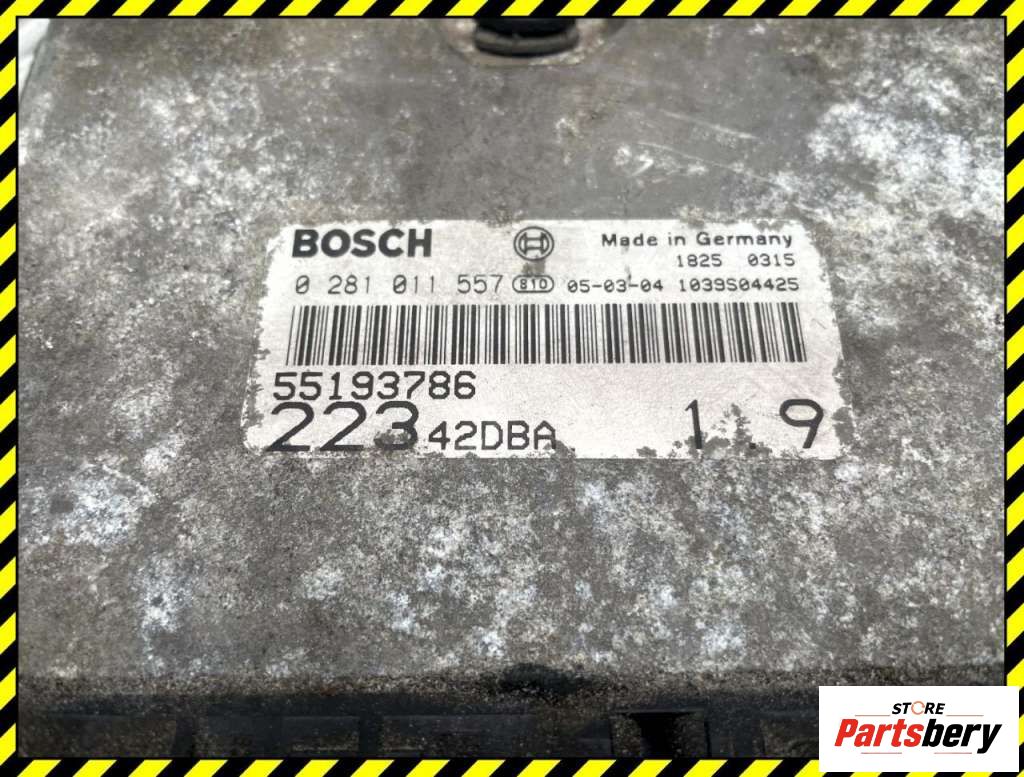 BOSCH Made in Germany
1825 0315
0 281 011 557 810 05-03-04 1039S04425
55193786
223 42DBA 1.9
STORE
Partsbery